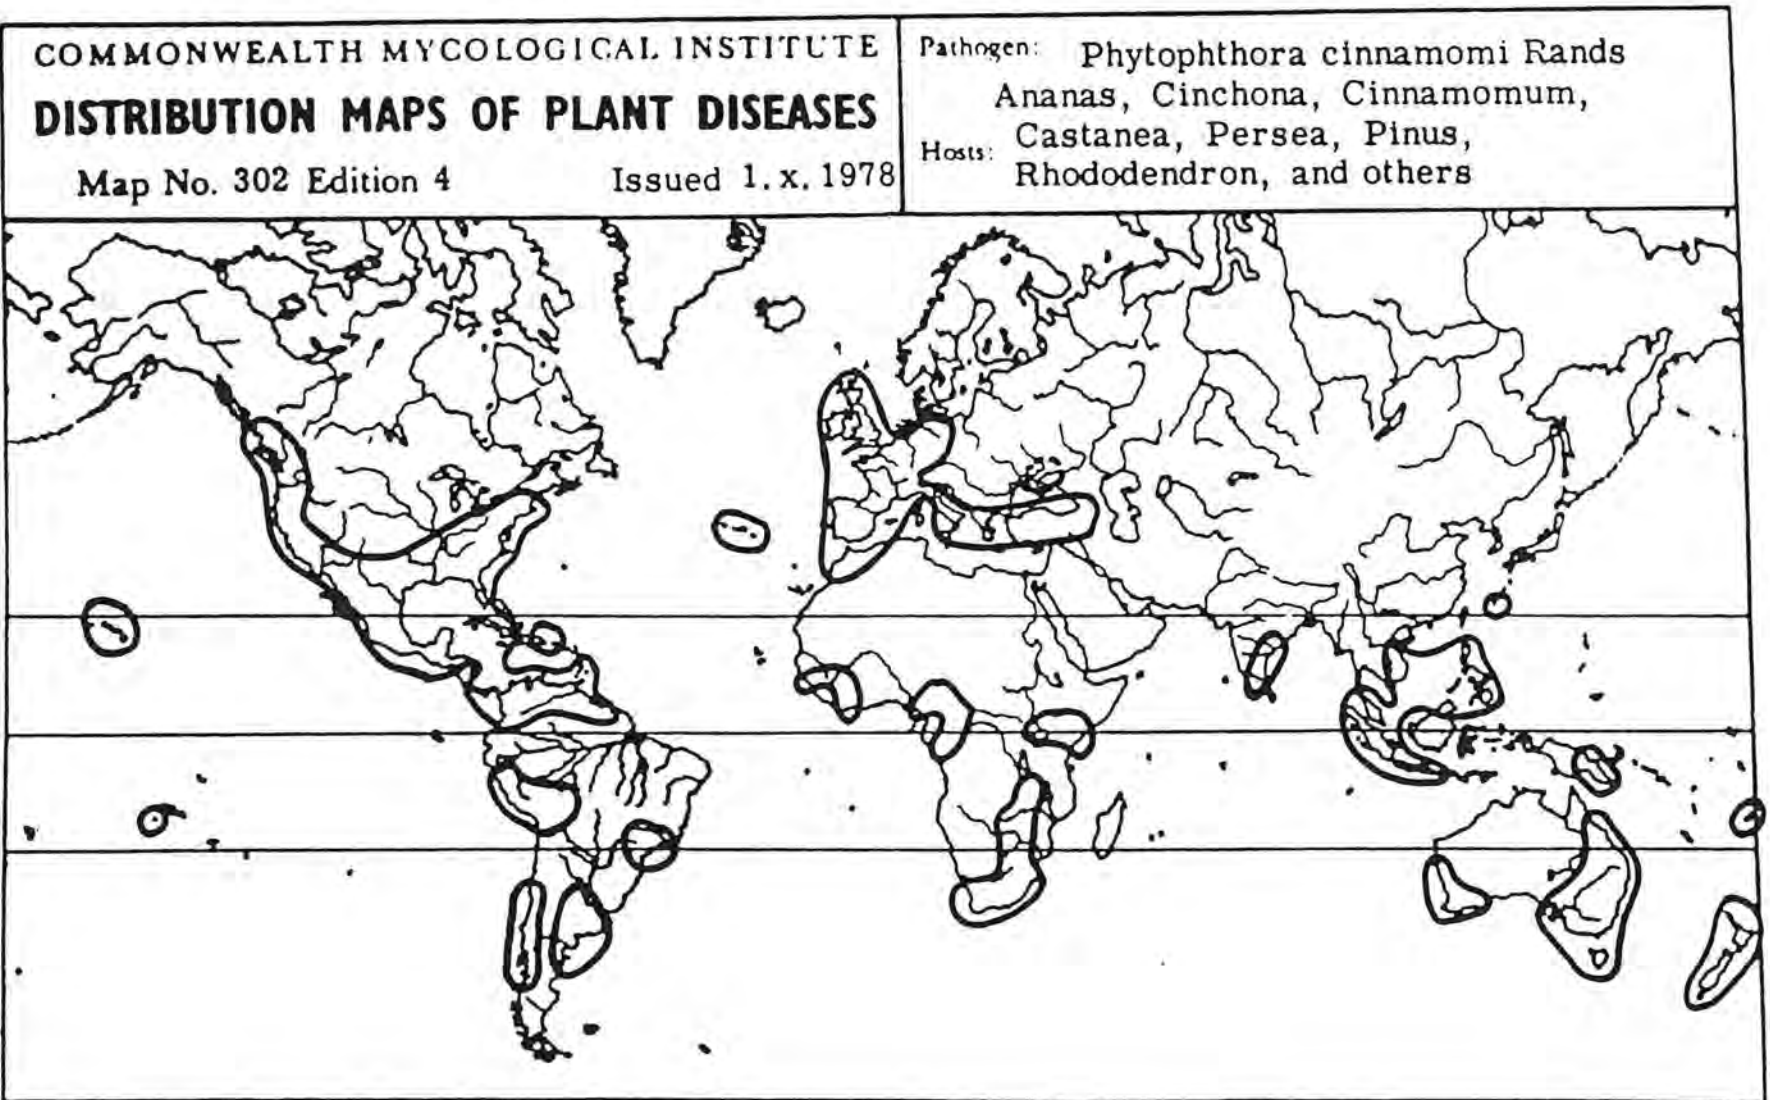 COMMONWEALTH MYCOLOGICAL INSTITUTE
DISTRIBUTION MAPS OF PLANT DISEASES
Map No. 302 Edition 4 Issued 1.x.1978
Pathogen: Phytophthora cinnamomi Rands
Ananas, Cinchona, Cinnamomum,
Hosts: Castanea, Persea, Pinus,
Rhododendron, and others